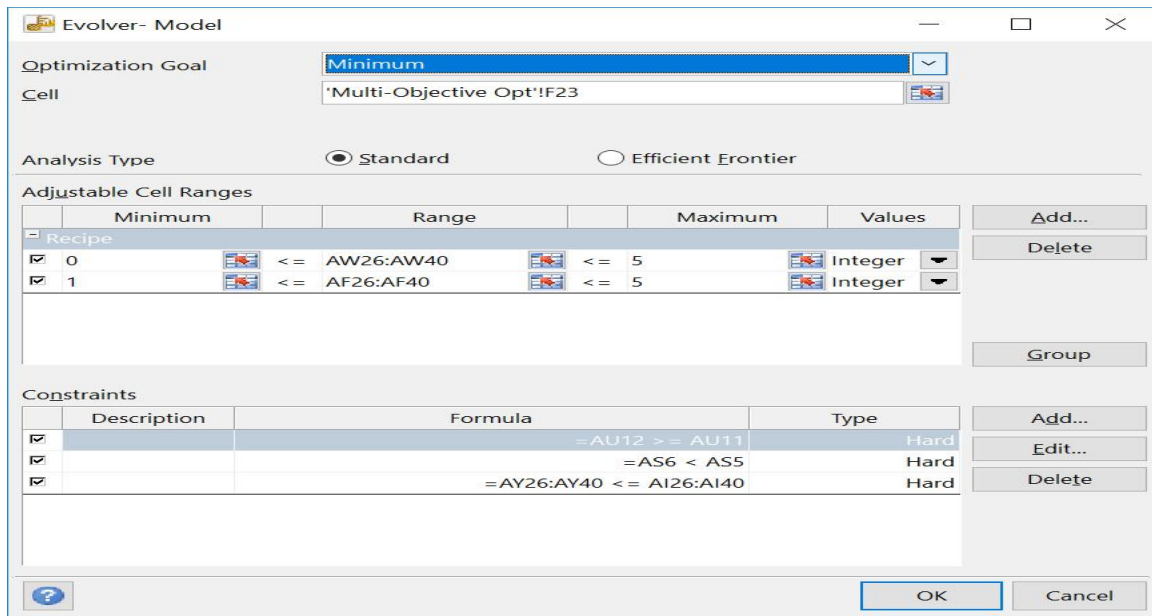 Evolver- Model
Optimization Goal Minimum
Cell 'Multi-Objective Opt'!F23
Analysis Type Standard Efficient Frontier
Adjustable Cell Ranges
Minimum Range Maximum Values Add...
Recipe Delete
0 <= AW26:AW40 <= 5 Integer
1 <= AF26:AF40 <= 5 Integer
Group
Constraints
Description Formula Type Add...
=AU12 >= AU11 Hard Edit...
=AS6 < AS5 Hard
=AY26:AY40 <= AI26:AI40 Hard Delete
? OK Cancel